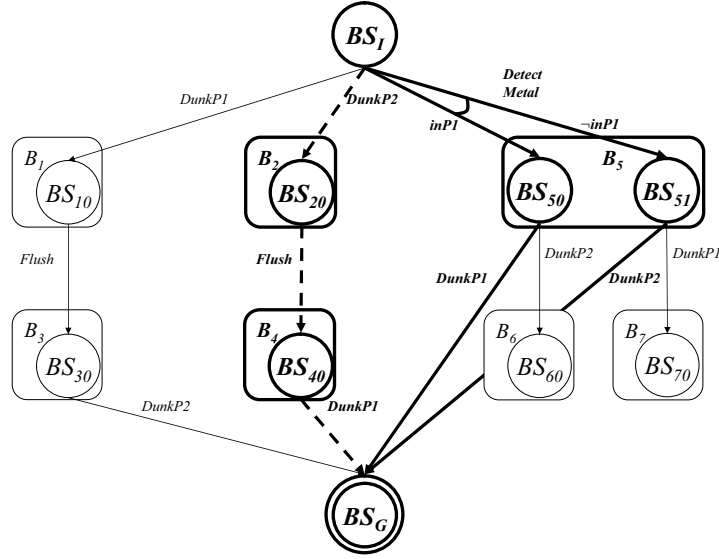 BS_I
Detect
Metal
DunkP1
DunkP2
inP1
¬inP1
B_1
BS_10
B_2
BS_20
B_5
BS_50
BS_51
Flush
Flush
DunkP1
DunkP2
DunkP2
DunkP1
B_3
BS_30
B_4
BS_40
B_6
BS_60
B_7
BS_70
DunkP2
DunkP1
BS_G